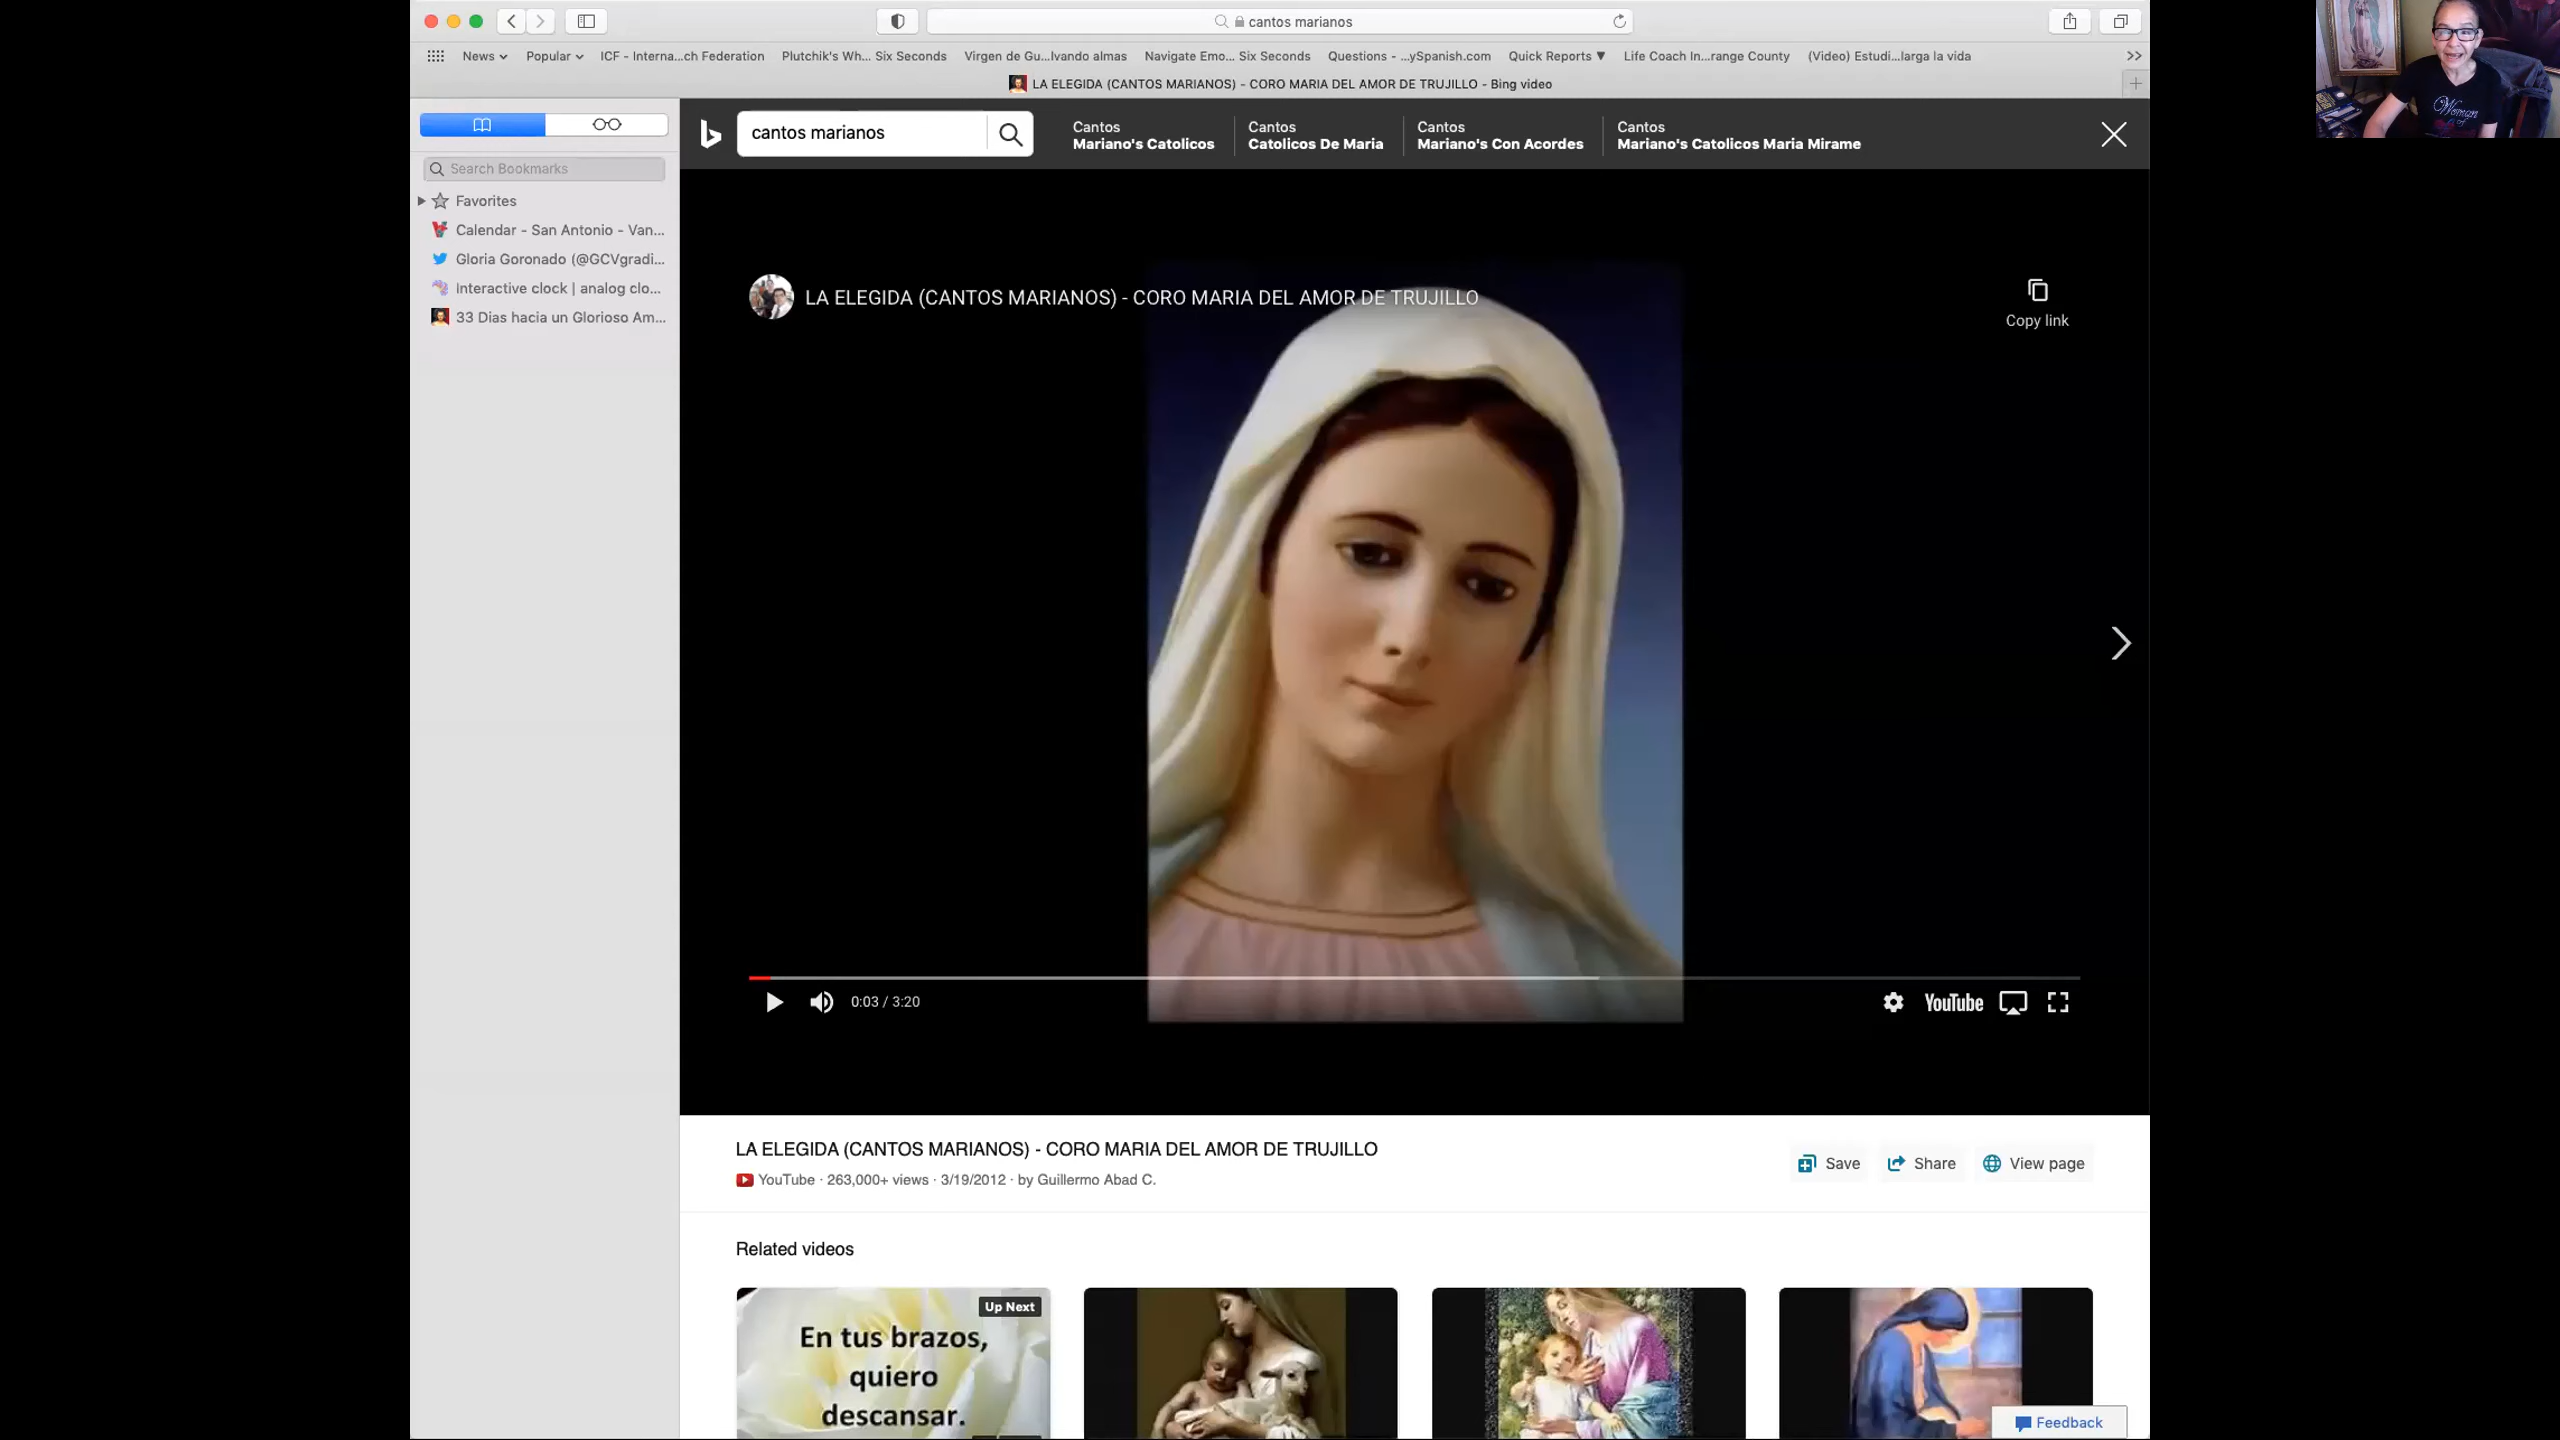 cantos marianos
News
Popular
ICF - Interna...ch Federation
Plutchik's Wh... Six Seconds
Virgen de Gu...lvando almas
Navigate Emo... Six Seconds
Questions - ...ySpanish.com
Quick Reports ▼
Life Coach In...range County
(Video) Estudi...larga la vida
>>
LA ELEGIDA (CANTOS MARIANOS) - CORO MARIA DEL AMOR DE TRUJILLO - Bing video
Search Bookmarks
Favorites
Calendar - San Antonio - Van...
Gloria Goronado (@GCVgradi...
interactive clock | analog clo...
33 Dias hacia un Glorioso Am...
cantos marianos
Cantos
Mariano's Catolicos
Cantos
Catolicos De Maria
Cantos
Mariano's Con Acordes
Cantos
Mariano's Catolicos Maria Mirame
LA ELEGIDA (CANTOS MARIANOS) - CORO MARIA DEL AMOR DE TRUJILLO
Copy link
0:03 / 3:20
YouTube
LA ELEGIDA (CANTOS MARIANOS) - CORO MARIA DEL AMOR DE TRUJILLO
YouTube · 263,000+ views · 3/19/2012 · by Guillermo Abad C.
Save
Share
View page
Related videos
Up Next
En tus brazos,
quiero
descansar.
Feedback
Woman
of